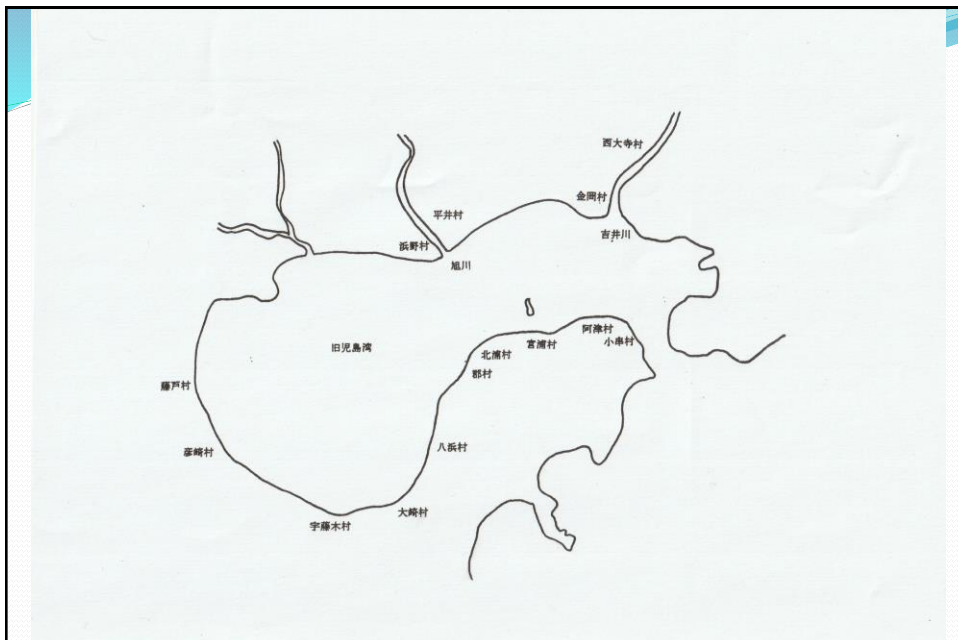 西大寺村
金岡村
平井村
吉井川
浜野村
旭川
阿津村
小串村
宮浦村
旧児島湾
北浦村
郡村
藤戸村
八浜村
彦崎村
大崎村
宇藤木村